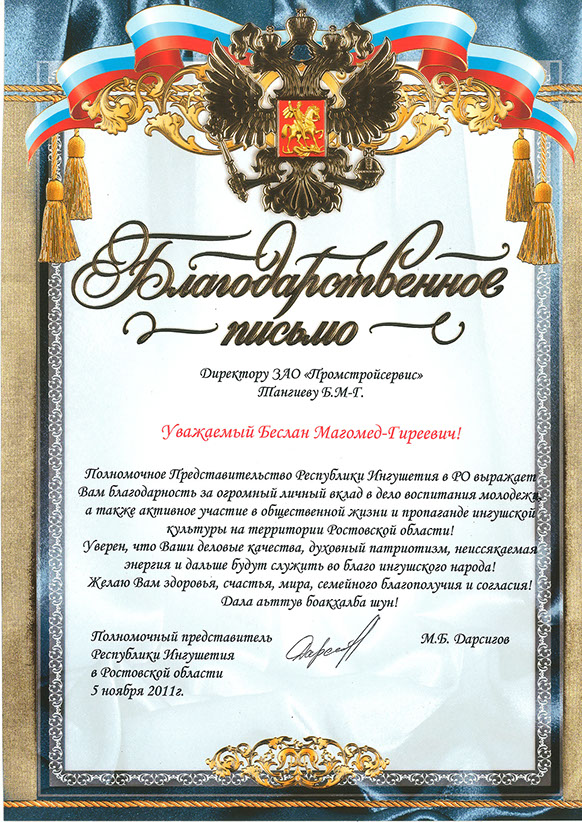 Благодарственное
письмо
Директору ЗАО «Промстройсервис»
Тангиеву Б.М-Г.
Уважаемый Беслан Магомед-Гиреевич!
Полномочное Представительство Республики Ингушетия в РО выражает
Вам благодарность за огромный личный вклад в дело воспитания молодежи,
а также активное участие в общественной жизни и пропаганде ингушской
культуры на территории Ростовской области!
Уверен, что Ваши деловые качества, духовный патриотизм, неиссякаемая
энергия и дальше будут служить во благо ингушского народа!
Желаю Вам здоровья, счастья, мира, семейного благополучия и согласия!
Дала аьттув боакхалба шун!
Полномочный представитель
Республики Ингушетия
в Ростовской области
5 ноября 2011г.
М.Б. Дарсигов